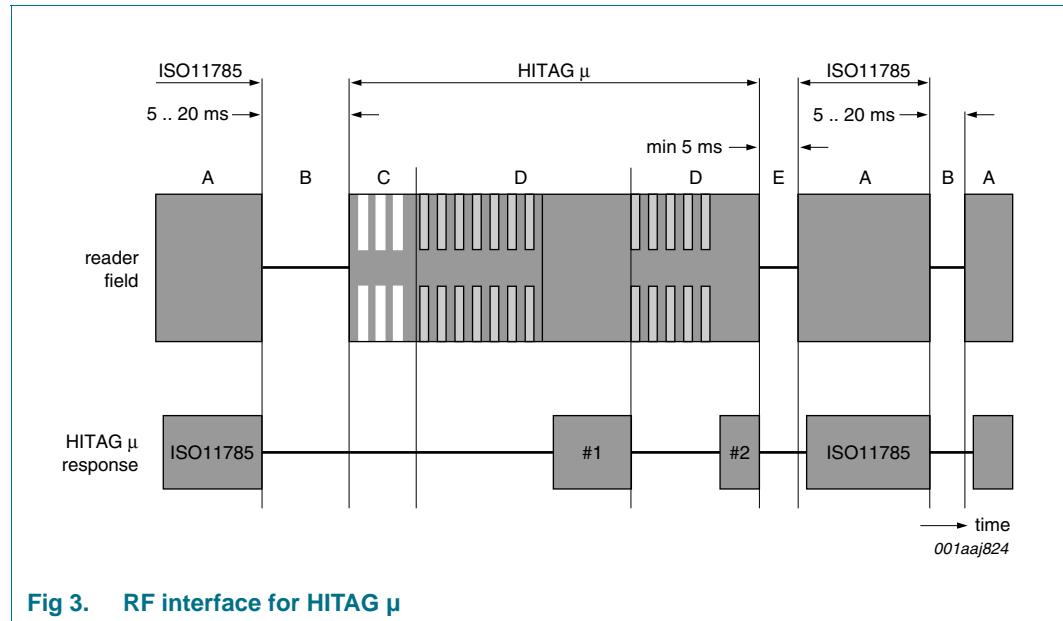 ISO11785 HITAG μ ISO11785
5 .. 20 ms 5 .. 20 ms
min 5 ms
A B C D D E A B A
reader
field
HITAG μ
response
ISO11785 #1 #2 ISO11785
time
001aaj824
Fig 3. RF interface for HITAG μ